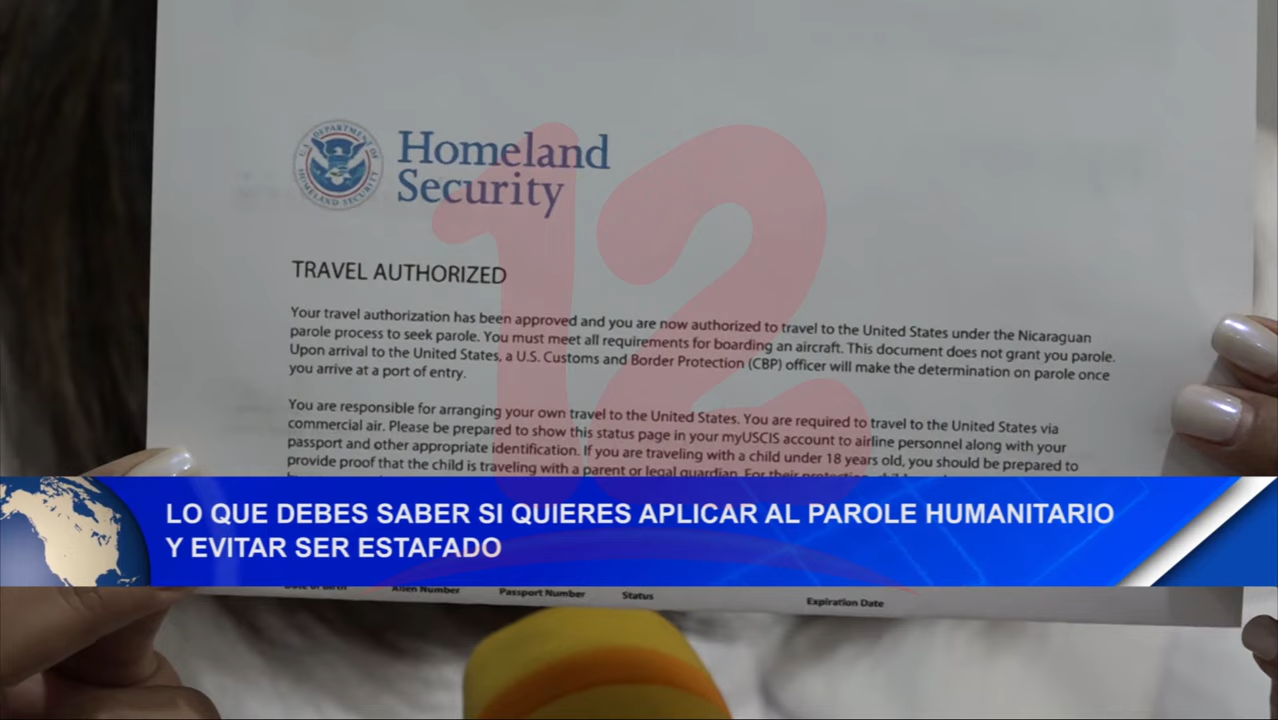 U.S. DEPARTMENT OF
HOMELAND SECURITY
Homeland
Security
12
TRAVEL AUTHORIZED
Your travel authorization has been approved and you are now authorized to travel to the United States under the Nicaraguan
parole process to seek parole. You must meet all requirements for boarding an aircraft. This document does not grant you parole.
Upon arrival to the United States, a U.S. Customs and Border Protection (CBP) officer will make the determination on parole once
you arrive at a port of entry.
You are responsible for arranging your own travel to the United States. You are required to travel to the United States via
commercial air. Please be prepared to show this status page in your myUSCIS account to airline personnel along with your
passport and other appropriate identification. If you are traveling with a child under 18 years old, you should be prepared to
provide proof that the child is traveling with a parent or legal guardian. For their protection,
LO QUE DEBES SABER SI QUIERES APLICAR AL PAROLE HUMANITARIO
Y EVITAR SER ESTAFADO
Date of Birth Alien Number Passport Number Status Expiration Date